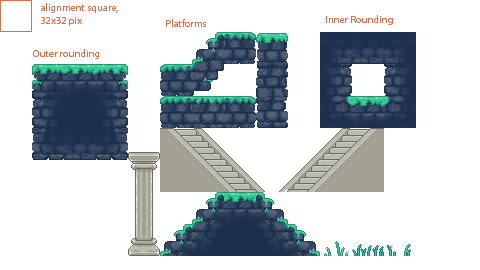 alignment square,
32x32 pix
Platforms
Inner Rounding
Outer rounding